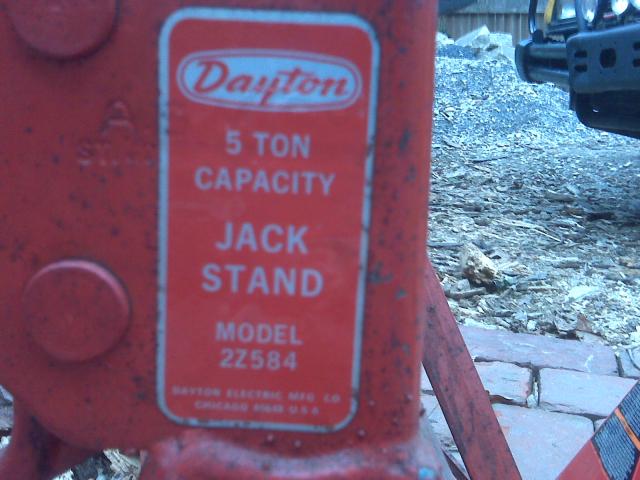 Dayton
5 TON
CAPACITY
JACK
STAND
MODEL
2Z584
DAYTON ELECTRIC MFG. CO
CHICAGO 60648 U.S.A
A